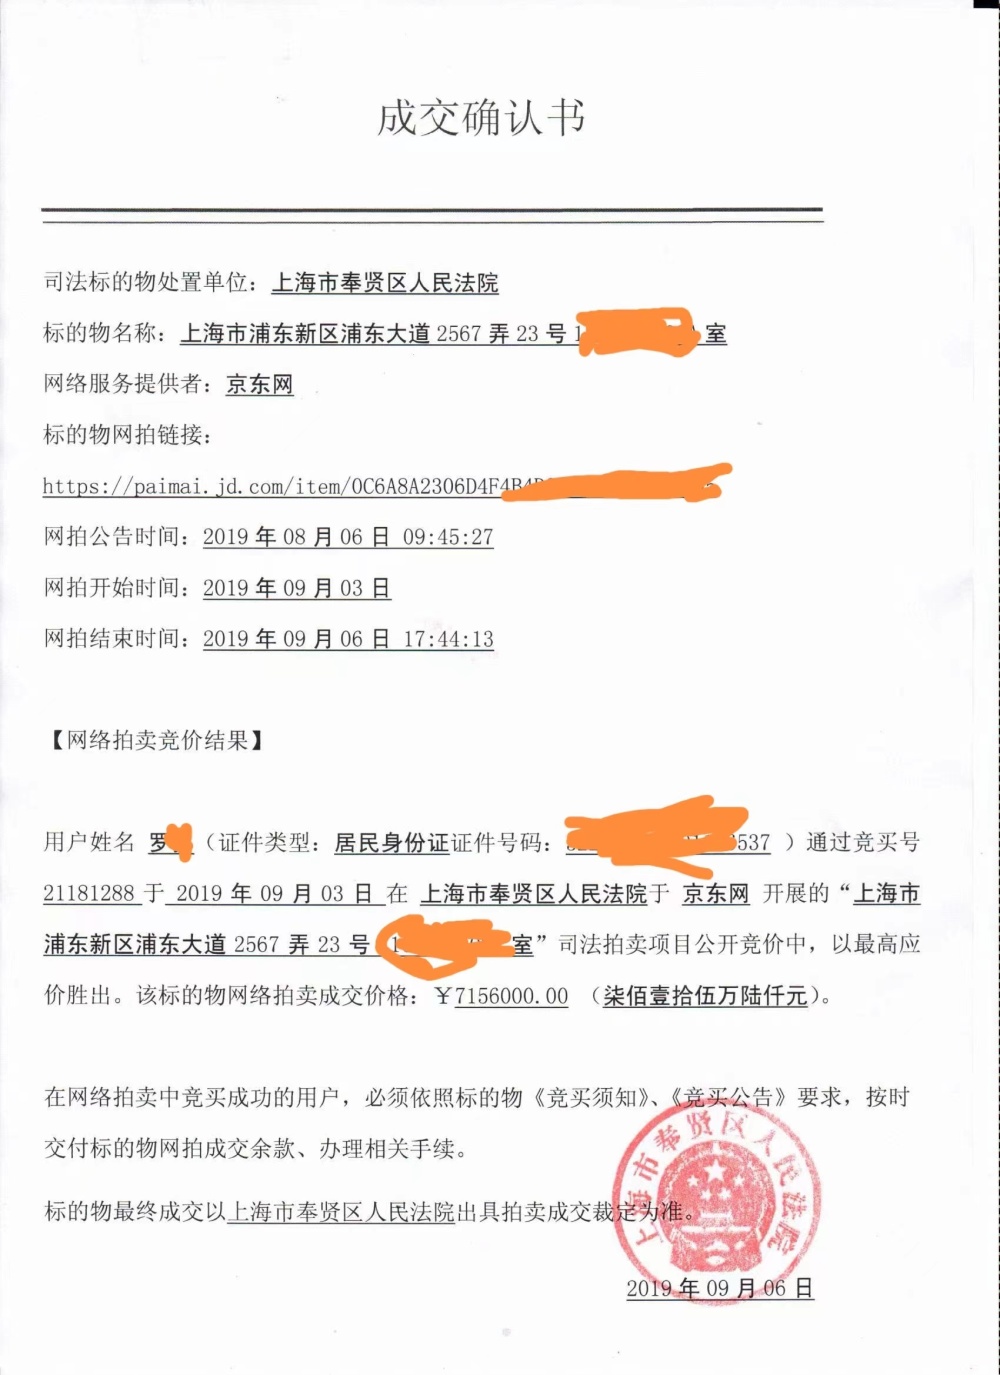 成交确认书
司法标的物处置单位：上海市奉贤区人民法院
标的物名称：上海市浦东新区浦东大道 2567 弄 23 号 1 室
网络服务提供者：京东网
标的物网拍链接：
https://paimai.jd.com/item/0C6A8A2306D4F4B4
网拍公告时间：2019 年 08 月 06 日 09:45:27
网拍开始时间：2019 年 09 月 03 日
网拍结束时间：2019 年 09 月 06 日 17:44:13
【网络拍卖竞价结果】
用户姓名 罗（证件类型：居民身份证证件号码：537 ）通过竞买号
21181288 于 2019 年 09 月 03 日 在 上海市奉贤区人民法院于 京东网 开展的“上海市
浦东新区浦东大道 2567 弄 23 号 1 室”司法拍卖项目公开竞价中，以最高应
价胜出。该标的物网络拍卖成交价格：￥7156000.00 （柒佰壹拾伍万陆仟元）。
在网络拍卖中竞买成功的用户，必须依照标的物《竞买须知》、《竞买公告》要求，按时
交付标的物网拍成交余款、办理相关手续。
标的物最终成交以上海市奉贤区人民法院出具拍卖成交裁定为准。
上海市奉贤区人民法院
2019 年 09 月 06 日